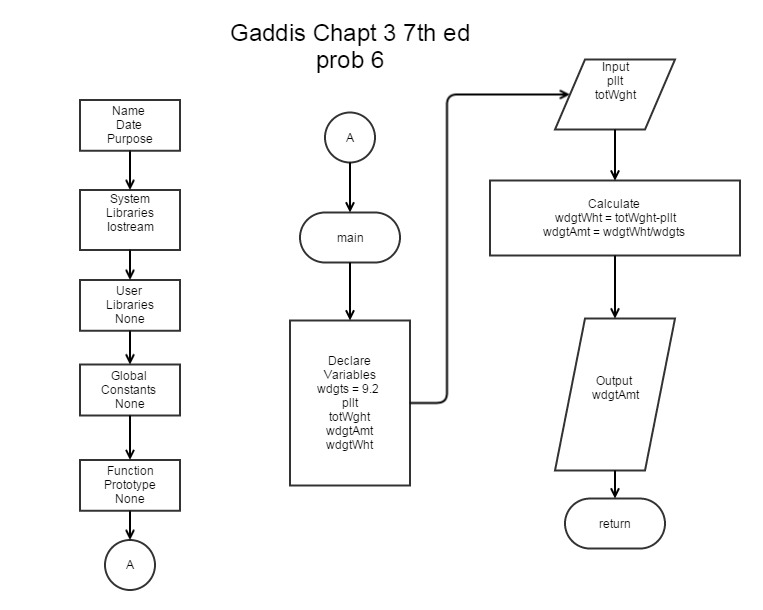 Gaddis Chapt 3 7th ed
prob 6
Name
Date
Purpose
System
Libraries
Iostream
User
Libraries
None
Global
Constants
None
Function
Prototype
None
A
A
main
Declare
Variables
wdgts = 9.2
pllt
totWght
wdgtAmt
wdgtWht
Input
pllt
totWght
Calculate
wdgtWht = totWght-pllt
wdgtAmt = wdgtWht/wdgts
Output
wdgtAmt
return